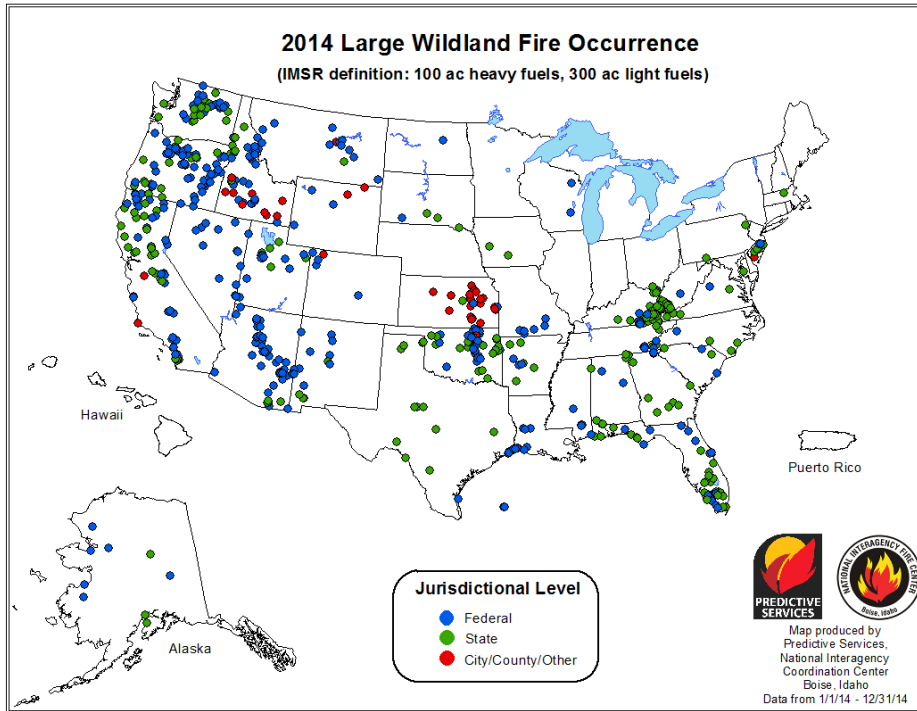 2014 Large Wildland Fire Occurrence
(IMSR definition: 100 ac heavy fuels, 300 ac light fuels)
Hawaii
Puerto Rico
Alaska
Jurisdictional Level
Federal
State
City/County/Other
PREDICTIVE
SERVICES
NATIONAL INTERAGENCY FIRE CENTER
Boise, Idaho
Map produced by
Predictive Services,
National Interagency
Coordination Center
Boise, Idaho
Data from 1/1/14 - 12/31/14